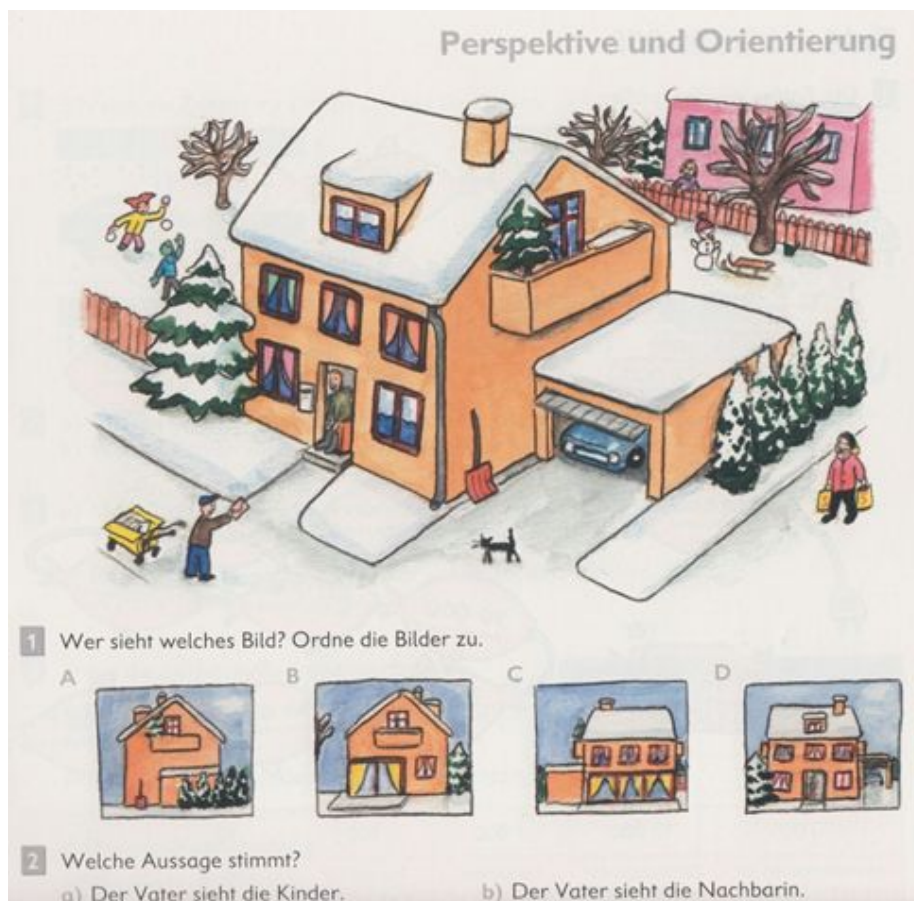 Perspektive und Orientierung
1 Wer sieht welches Bild? Ordne die Bilder zu.
A B C D
2 Welche Aussage stimmt?
a) Der Vater sieht die Kinder. b) Der Vater sieht die Nachbarin.